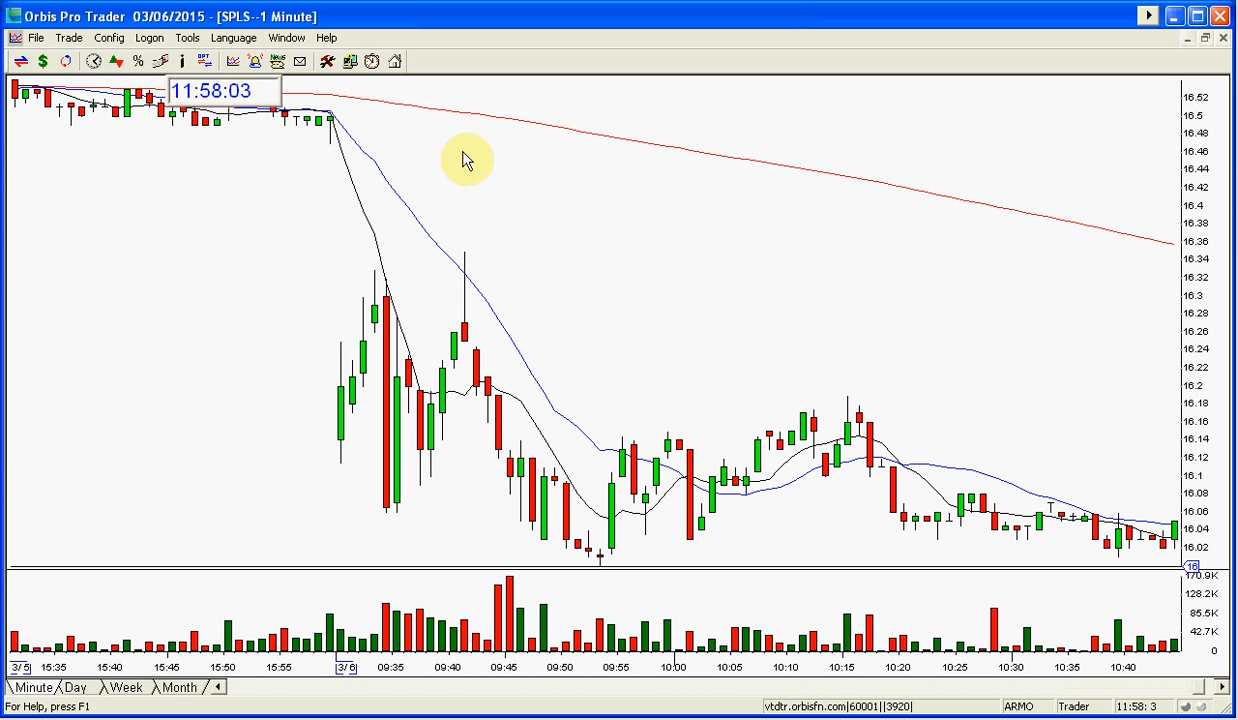 Orbis Pro Trader 03/06/2015 - [SPLS--1 Minute]
File Trade Config Logon Tools Language Window Help
$ % i OPT News
11:58:03
16.52
16.5
16.48
16.46
16.44
16.42
16.4
16.38
16.36
16.34
16.32
16.3
16.28
16.26
16.24
16.22
16.2
16.18
16.16
16.14
16.12
16.1
16.08
16.06
16.04
16.02
16
170.9K
128.2K
85.5K
42.7K
0
3/5 15:35 15:40 15:45 15:50 15:55 3/6 09:35 09:40 09:45 09:50 09:55 10:00 10:05 10:10 10:15 10:20 10:25 10:30 10:35 10:40
Minute Day Week Month
For Help, press F1 vtdtr.orbisfn.com|60001||3920| ARMO Trader 11:58: 3